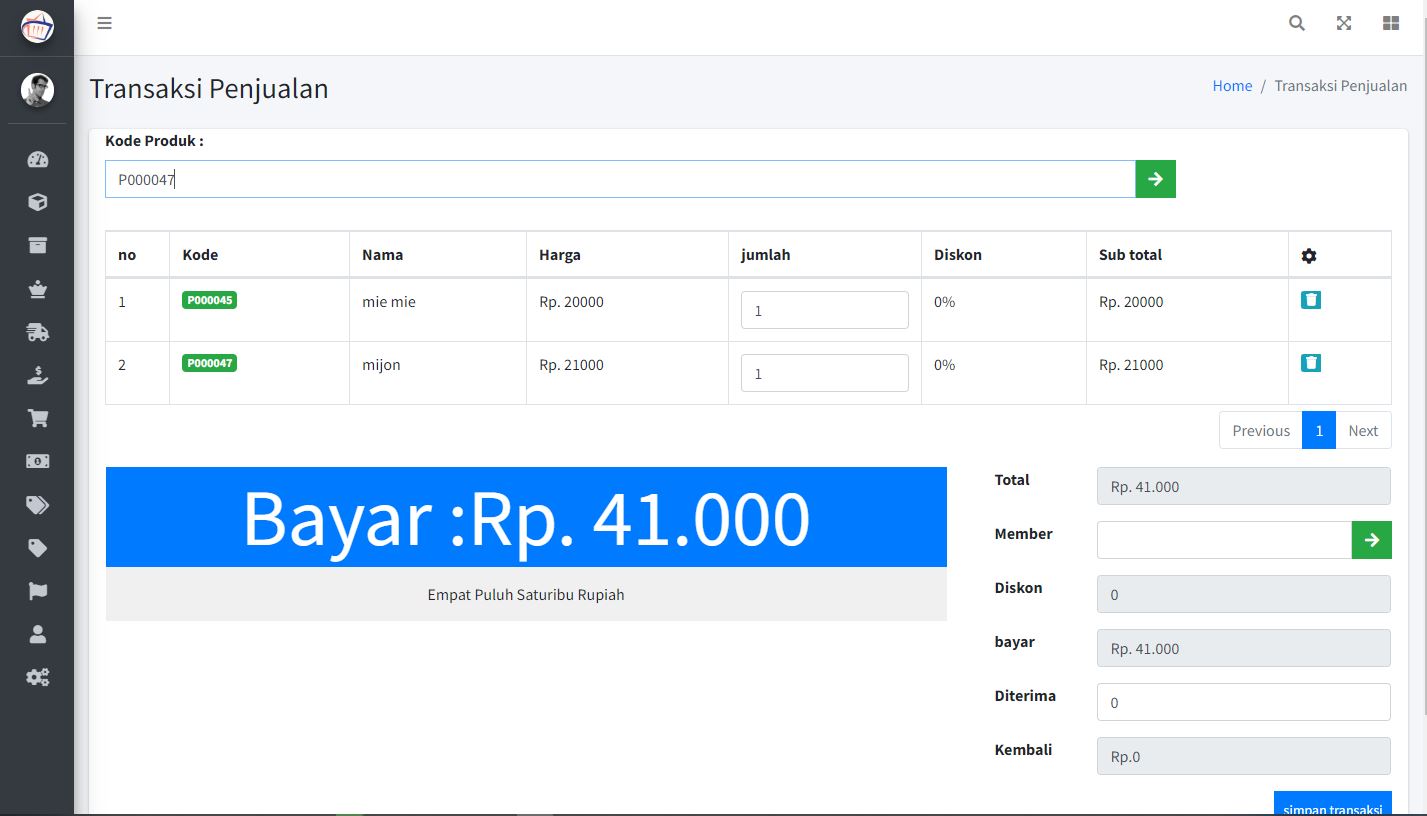 Transaksi Penjualan
Home / Transaksi Penjualan
Kode Produk :
P000047
no Kode Nama Harga jumlah Diskon Sub total
1 P000045 mie mie Rp. 20000 1 0% Rp. 20000
2 P000047 mijon Rp. 21000 1 0% Rp. 21000
Previous 1 Next
Bayar :Rp. 41.000
Empat Puluh Saturibu Rupiah
Total Rp. 41.000
Member
Diskon 0
bayar Rp. 41.000
Diterima 0
Kembali Rp.0
simpan transaksi